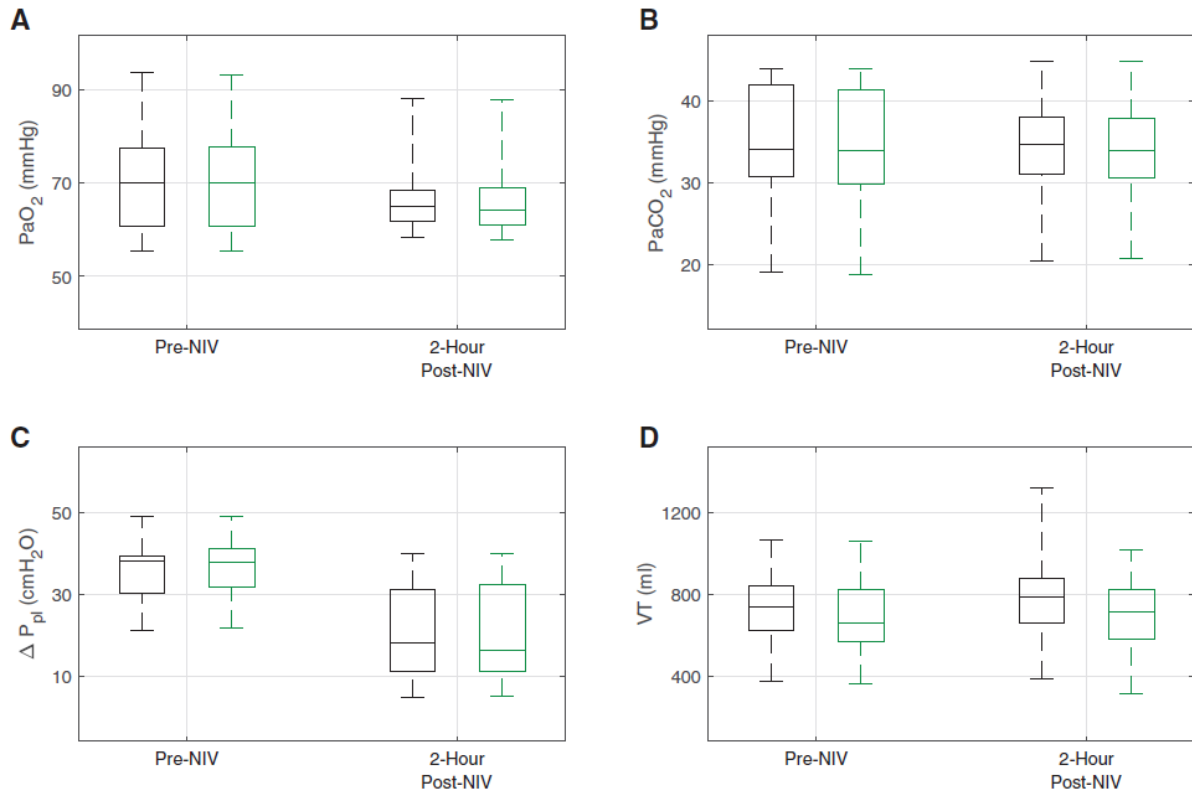 A
PaO2 (mmHg)
90
70
50
Pre-NIV
2-Hour
Post-NIV
B
PaCO2 (mmHg)
40
30
20
Pre-NIV
2-Hour
Post-NIV
C
Δ Ppl (cmH2O)
50
30
10
Pre-NIV
2-Hour
Post-NIV
D
VT (ml)
1200
800
400
Pre-NIV
2-Hour
Post-NIV